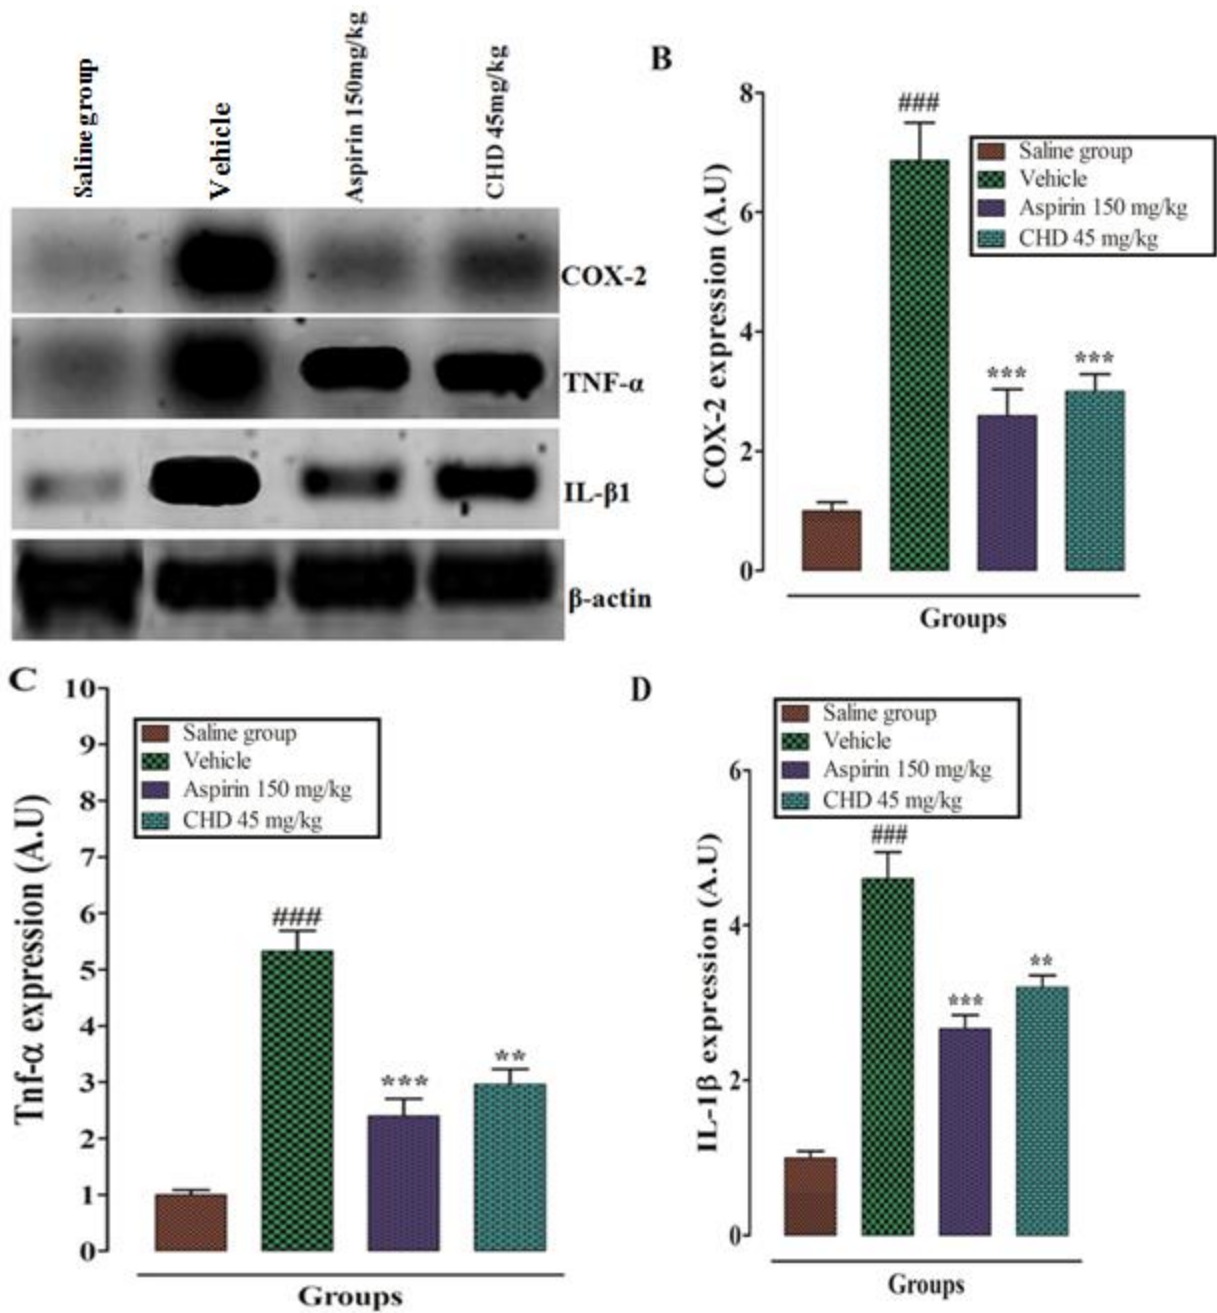 Saline group
Vehicle
Aspirin 150mg/kg
CHD 45mg/kg
COX-2
TNF-α
IL-β1
β-actin
B
8
6
4
2
0
COX-2 expression (A.U)
###
***
***
Saline group
Vehicle
Aspirin 150 mg/kg
CHD 45 mg/kg
Groups
C
10
9
8
7
6
5
4
3
2
1
0
Tnf-α expression (A.U)
Saline group
Vehicle
Aspirin 150 mg/kg
CHD 45 mg/kg
###
***
**
Groups
D
6
4
2
0
IL-1β expression (A.U)
Saline group
Vehicle
Aspirin 150 mg/kg
CHD 45 mg/kg
###
***
**
Groups